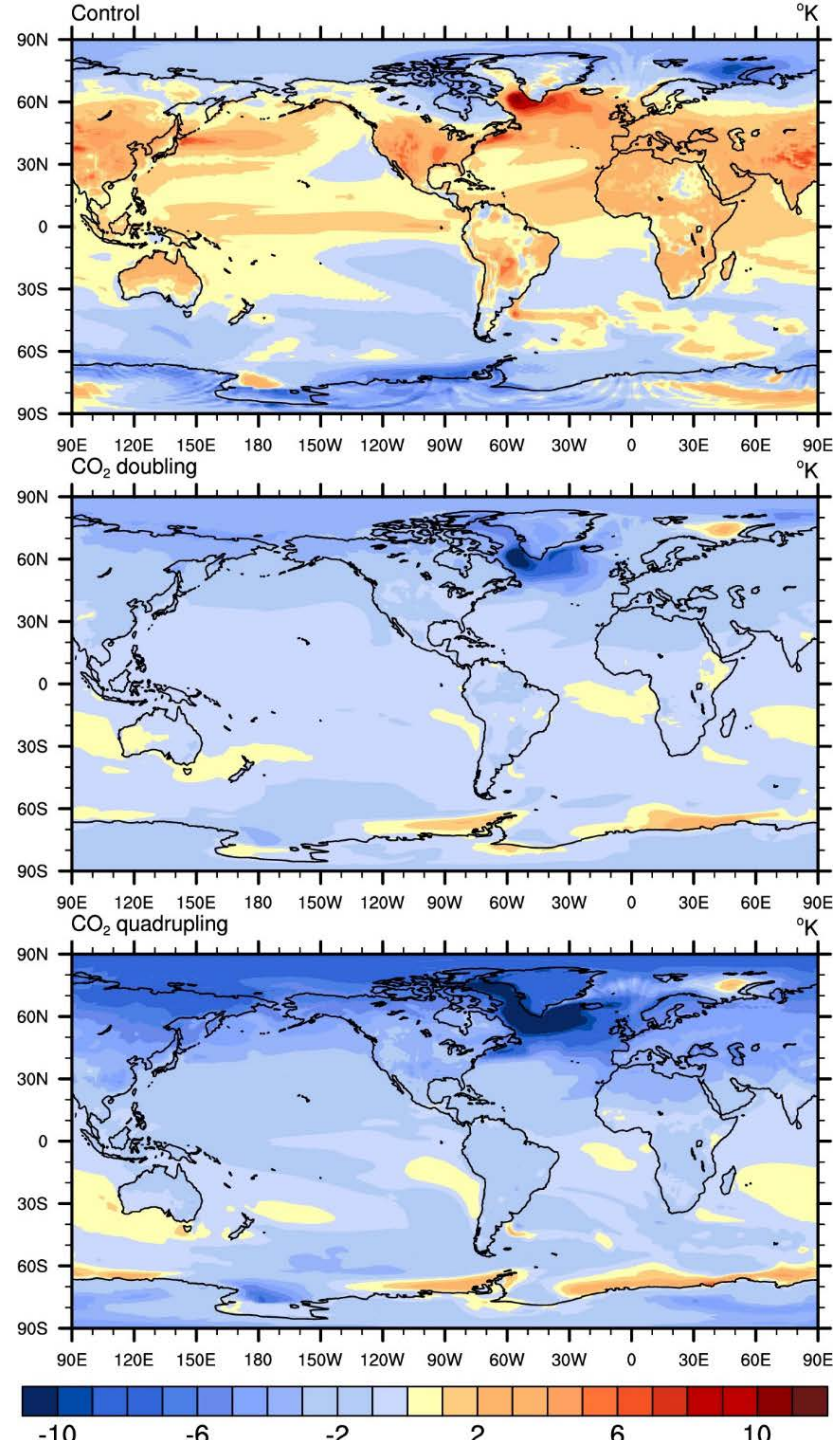 Control °K
90N
60N
30N
0
30S
60S
90S
90E 120E 150E 180 150W 120W 90W 60W 30W 0 30E 60E 90E
CO₂ doubling °K
90N
60N
30N
0
30S
60S
90S
90E 120E 150E 180 150W 120W 90W 60W 30W 0 30E 60E 90E
CO₂ quadrupling °K
90N
60N
30N
0
30S
60S
90S
90E 120E 150E 180 150W 120W 90W 60W 30W 0 30E 60E 90E
-10 -6 -2 2 6 10